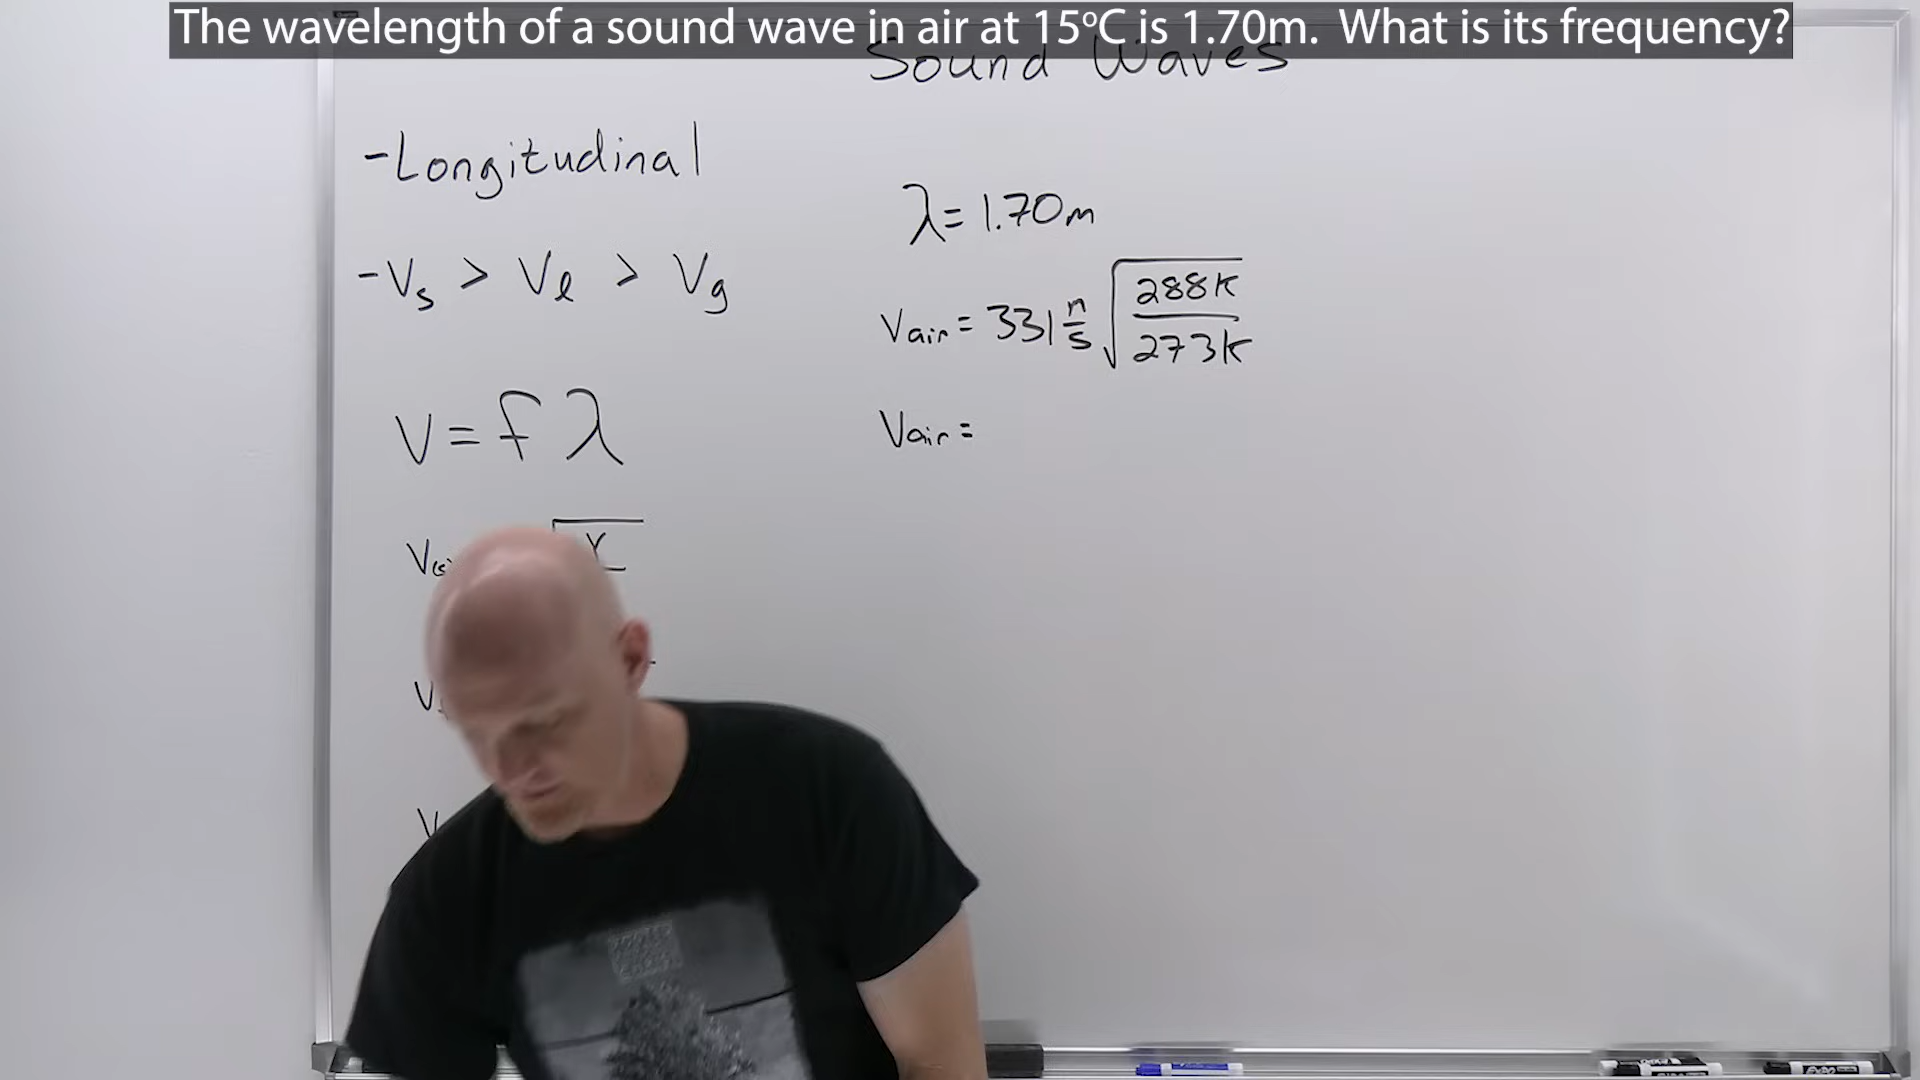 The wavelength of a sound wave in air at 15ºC is 1.70m. What is its frequency?
Sound Waves
-Longitudinal
-Vs > Vℓ > Vg
V = f λ
λ = 1.70m
Vair = 331 m/s √(288K/273K)
Vair =